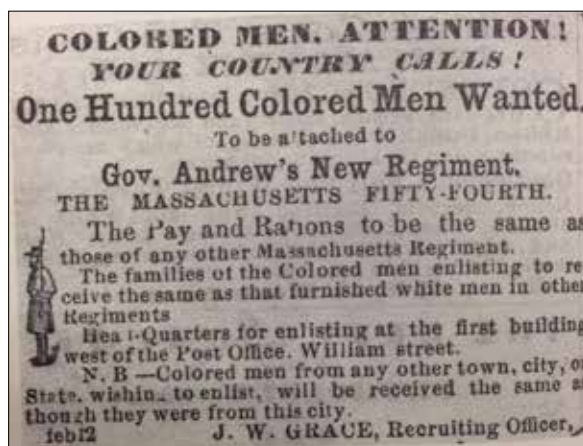 COLORED MEN. ATTENTION!
YOUR COUNTRY CALLS!
One Hundred Colored Men Wanted.
To be attached to
Gov. Andrew's New Regiment.
THE MASSACHUSETTS FIFTY-FOURTH.
The Pay and Rations to be the same as
those of any other Massachusetts Regiment.
The families of the Colored men enlisting to re
ceive the same as that furnished white men in other
Regiments
Head-Quarters for enlisting at the first building
west of the Post Office. William street.
N. B—Colored men from any other town, city, or
State. wishing to enlist, will be received the same as
though they were from this city.
feb12 J. W. GRACE, Recruiting Officer,